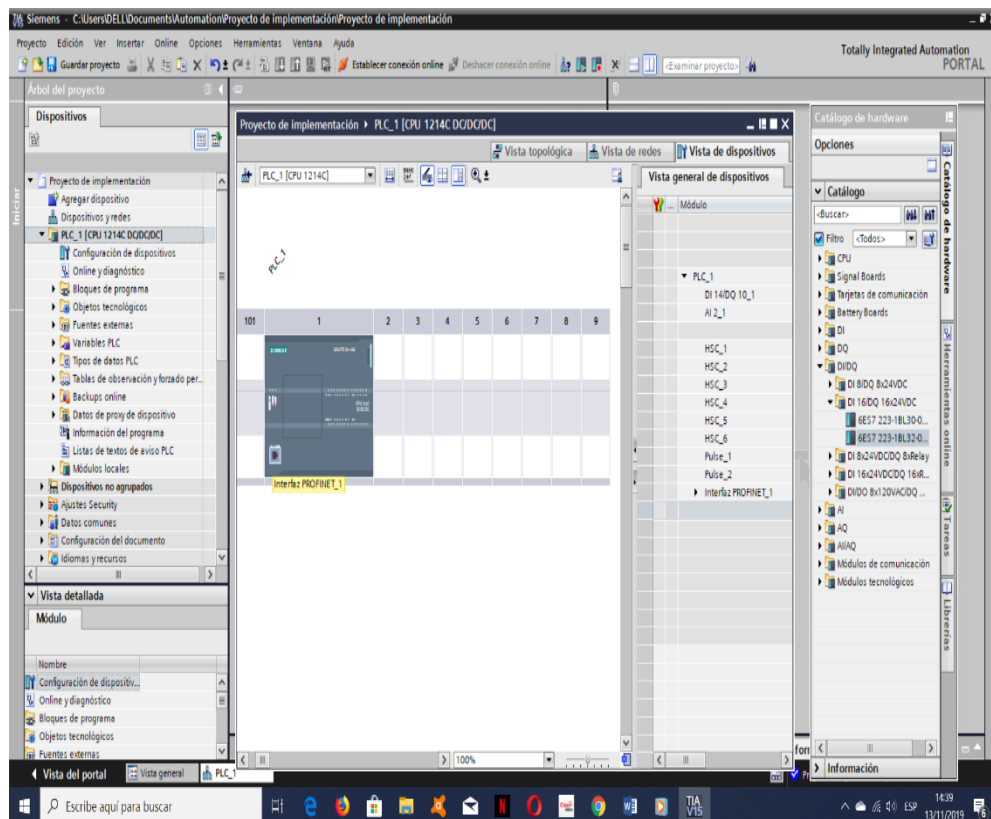 Siemens - C:\Users\DELL\Documents\Automation\Proyecto de implementación\Proyecto de implementación
Proyecto Edición Ver Insertar Online Opciones Herramientas Ventana Ayuda
Totally Integrated Automation
PORTAL
Guardar proyecto Establecer conexión online Deshacer conexión online <Examinar proyecto>
Árbol del proyecto
Dispositivos
Iniciar
Proyecto de implementación
Agregar dispositivo
Dispositivos y redes
PLC_1 [CPU 1214C DC/DC/DC]
Configuración de dispositivos
Online y diagnóstico
Bloques de programa
Objetos tecnológicos
Fuentes externas
Variables PLC
Tipos de datos PLC
Tablas de observación y forzado per...
Backups online
Datos de proxy de dispositivo
Información del programa
Listas de textos de aviso PLC
Módulos locales
Dispositivos no agrupados
Ajustes Security
Datos comunes
Configuración del documento
Idiomas y recursos
Vista detallada
Módulo
Nombre
Configuración de dispositiv...
Online y diagnóstico
Bloques de programa
Objetos tecnológicos
Fuentes externas
Proyecto de implementación PLC_1 [CPU 1214C DC/DC/DC]
Vista topológica Vista de redes Vista de dispositivos
PLC_1 [CPU 1214C]
PLC_1
101 1 2 3 4 5 6 7 8 9
SIEMENS
Interfaz PROFINET_1
100%
Vista general de dispositivos
... Módulo
PLC_1
DI 14/DQ 10_1
AI 2_1
HSC_1
HSC_2
HSC_3
HSC_4
HSC_5
HSC_6
Pulse_1
Pulse_2
Interfaz PROFINET_1
Catálogo de hardware
Opciones
Catálogo
<Buscar>
Filtro <Todos>
CPU
Signal Boards
Tarjetas de comunicación
Battery Boards
DI
DQ
DI/DQ
DI 8/DQ 8x24VDC
DI 16/DQ 16x24VDC
6ES7 223-1BL30-0...
6ES7 223-1BL32-0...
DI 8x24VDC/DQ 8xRelay
DI 16x24VDC/DQ 16xR...
DI/DO 8x120VAC/DQ ...
AI
AQ
AI/AQ
Módulos de comunicación
Módulos tecnológicos
Información
Catálogo de hardware
Herramientas online
Tareas
Librerías
Vista del portal Vista general PLC_1
Escribe aquí para buscar
TIA
V15
ESP
14:39
13/11/2019